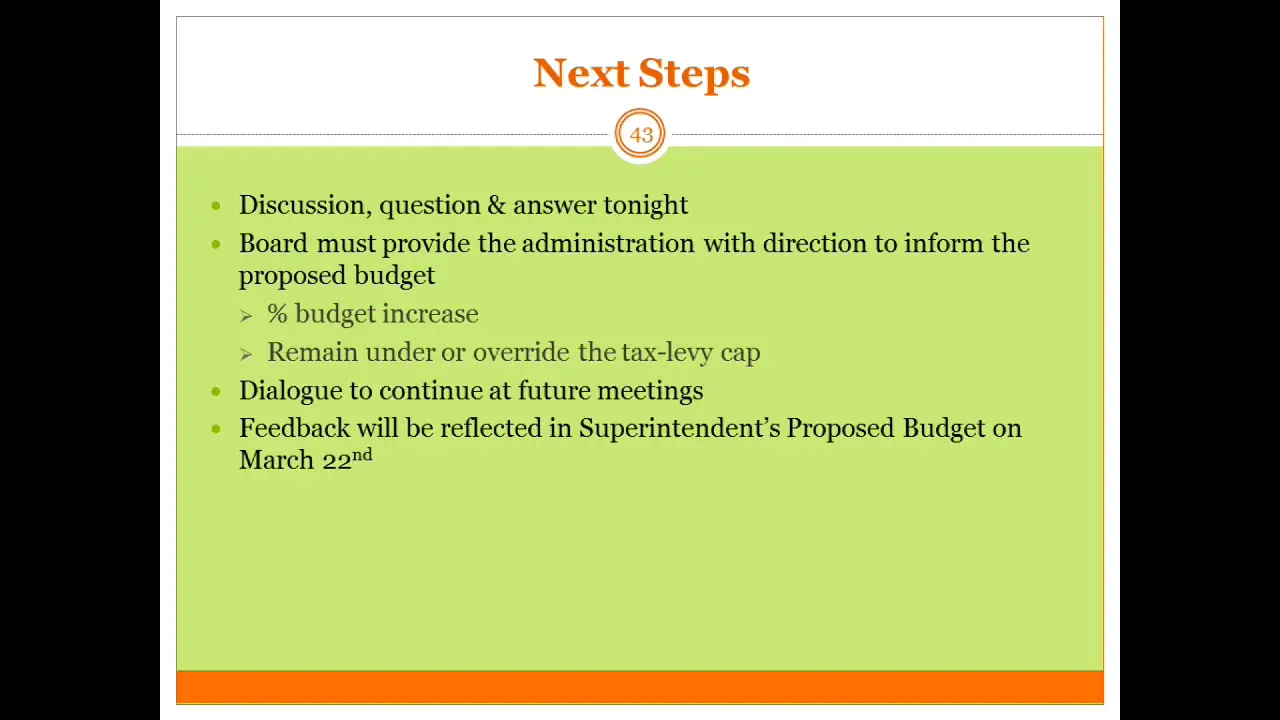 Next Steps
43
• Discussion, question & answer tonight
• Board must provide the administration with direction to inform the
proposed budget
➢ % budget increase
➢ Remain under or override the tax-levy cap
• Dialogue to continue at future meetings
• Feedback will be reflected in Superintendent’s Proposed Budget on
March 22nd